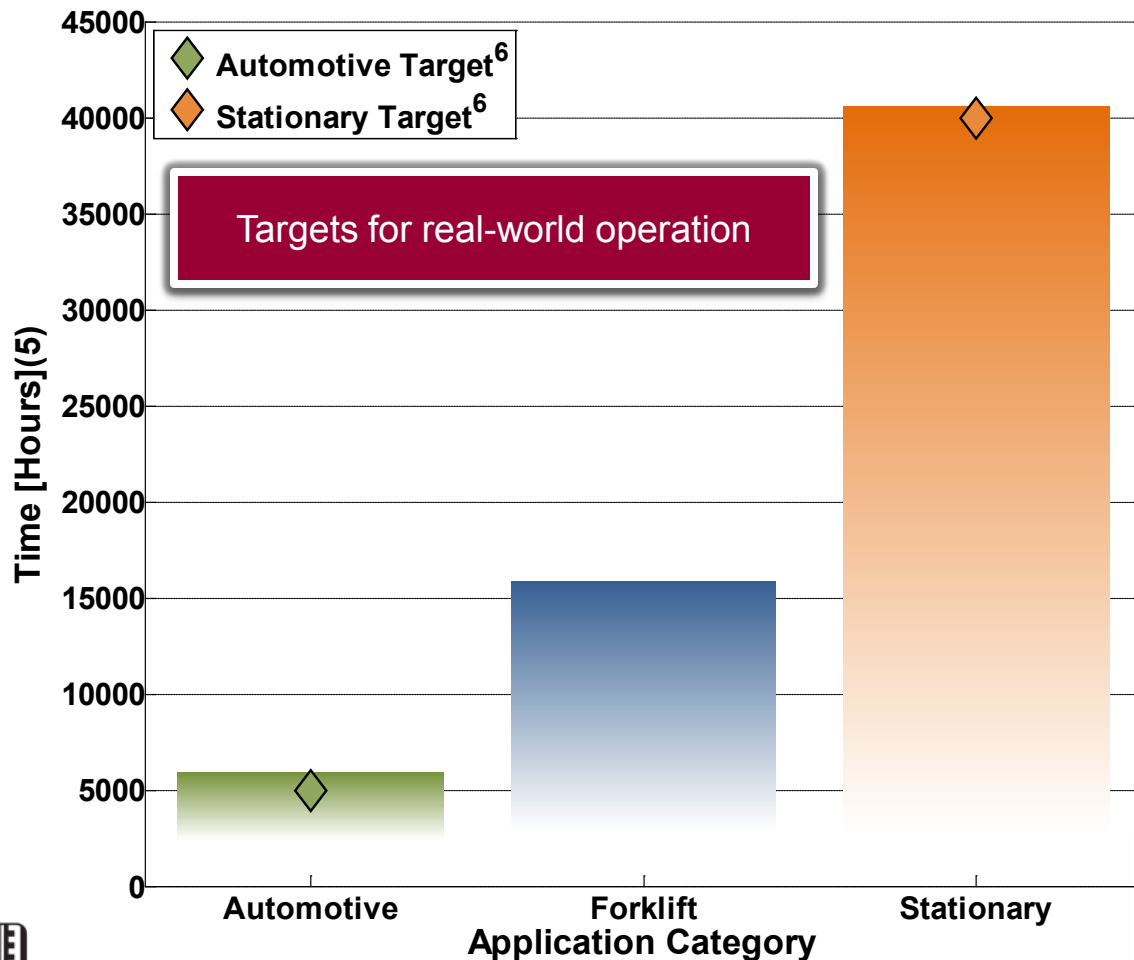 45000
Automotive Target⁶
Stationary Target⁶
40000
Targets for real-world operation
35000
30000
25000
20000
15000
10000
5000
0
Time [Hours](5)
Automotive Forklift Stationary
Application Category